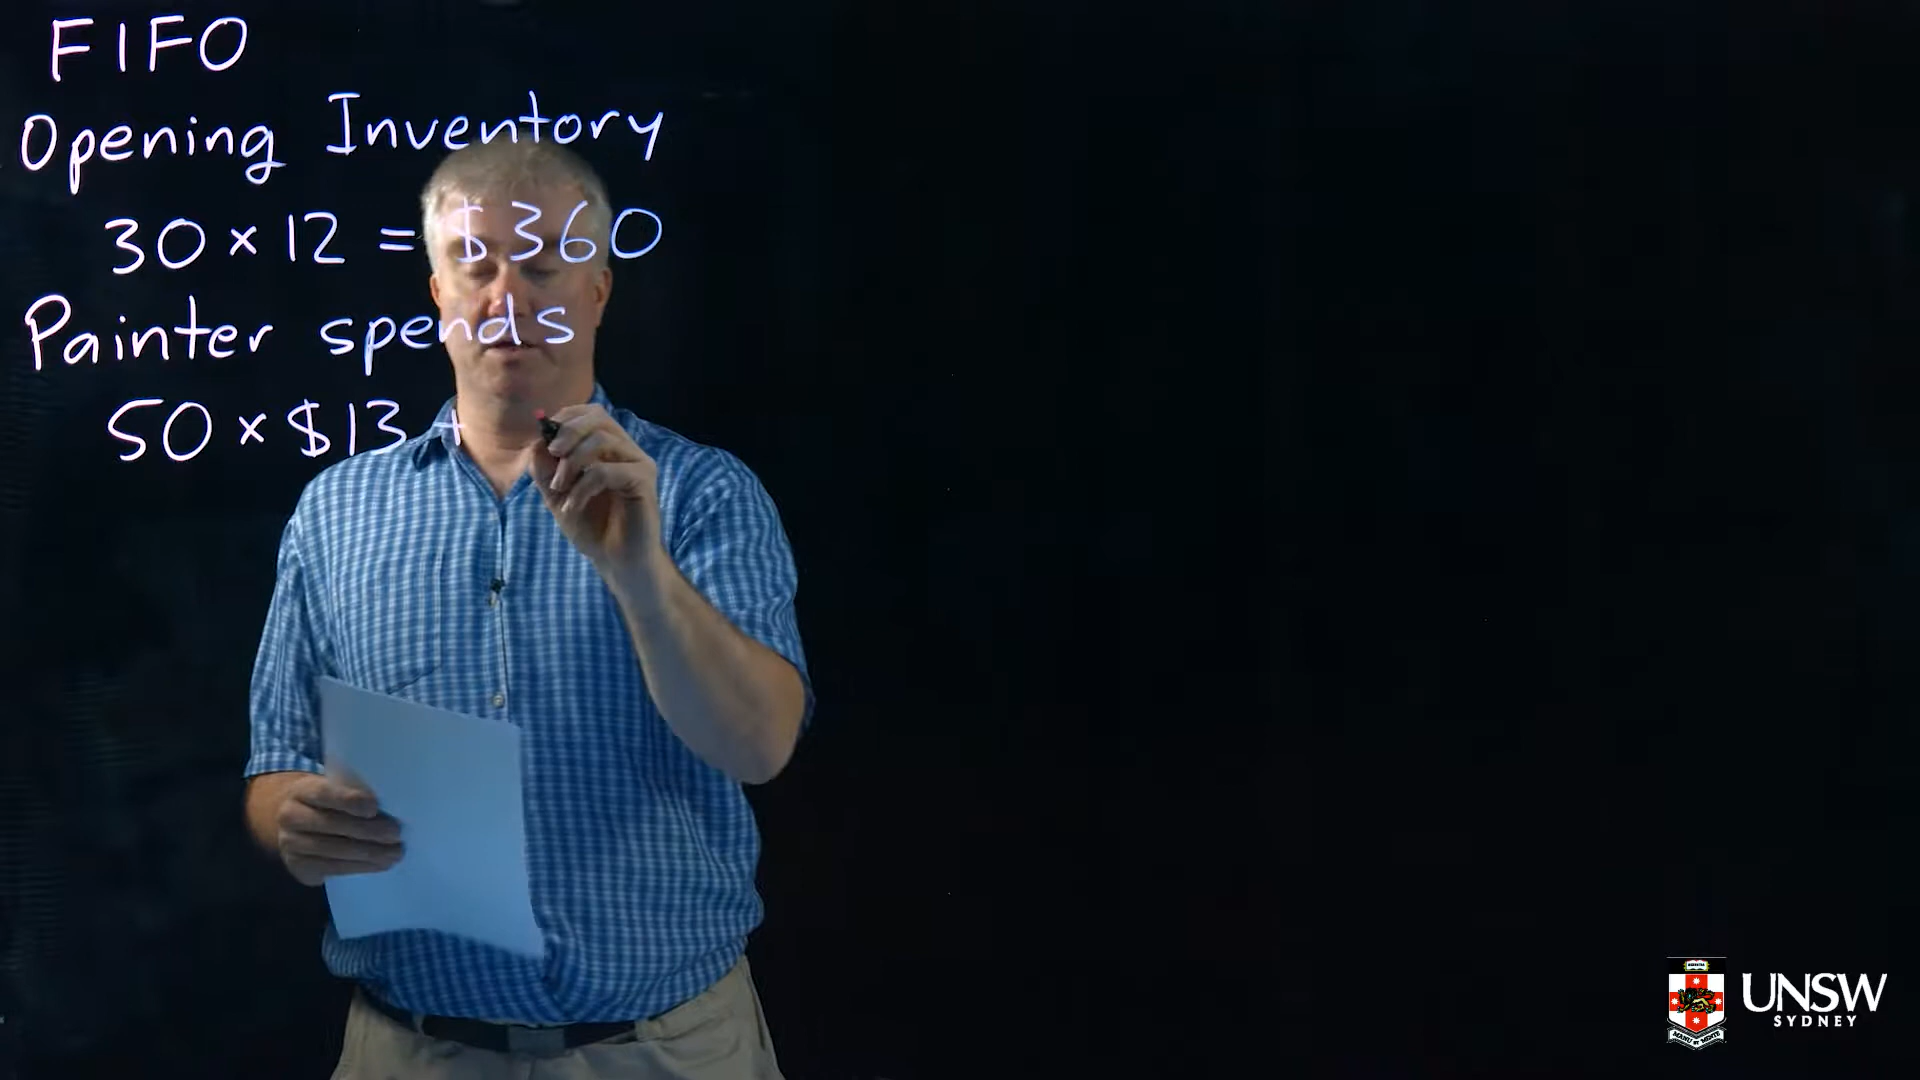 FIFO
Opening Inventory
30 × 12 = $360
Painter spends
50 × $13 +
UNSW
SYDNEY